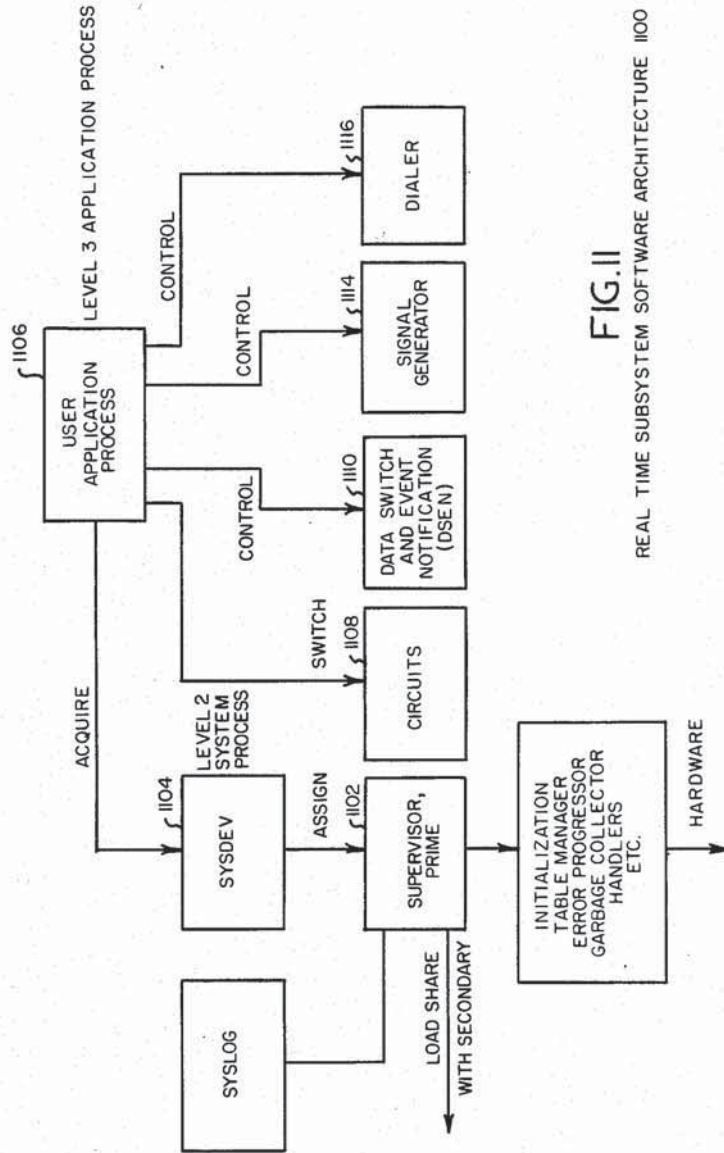 1106
USER
APPLICATION
PROCESS
LEVEL 3 APPLICATION PROCESS
ACQUIRE
CONTROL
CONTROL
CONTROL
SWITCH
1104
LEVEL 2
SYSTEM
PROCESS
SYSLOG
SYSDEV
ASSIGN
1102
SUPERVISOR,
PRIME
1108
CIRCUITS
1110
DATA SWITCH
AND EVENT
NOTIFICATION
(DSEN)
1114
SIGNAL
GENERATOR
1116
DIALER
LOAD SHARE
WITH SECONDARY
INITIALIZATION
TABLE MANAGER
ERROR PROGRESSOR
GARBAGE COLLECTOR
HANDLERS
ETC.
HARDWARE
FIG.11
REAL TIME SUBSYSTEM SOFTWARE ARCHITECTURE 1100